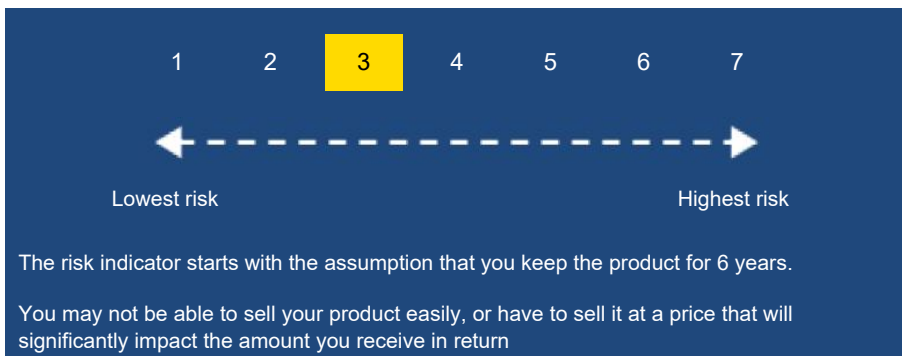 1 2 3 4 5 6 7
Lowest risk Highest risk
The risk indicator starts with the assumption that you keep the product for 6 years.
You may not be able to sell your product easily, or have to sell it at a price that will
significantly impact the amount you receive in return